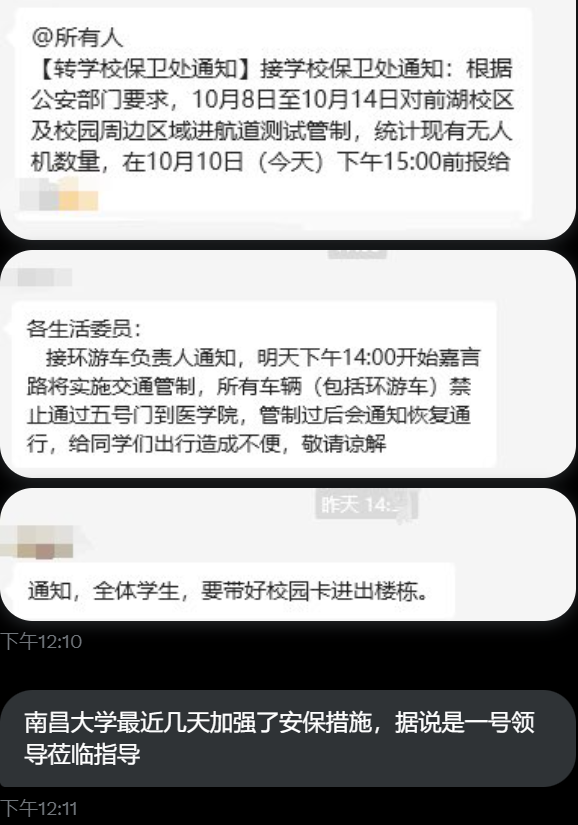 @所有人
【转学校保卫处通知】接学校保卫处通知：根据
公安部门要求，10月8日至10月14日对前湖校区
及校园周边区域进航道测试管制，统计现有无人
机数量，在10月10日（今天）下午15:00前报给
各生活委员：
接环游车负责人通知，明天下午14:00开始嘉言
路将实施交通管制，所有车辆（包括环游车）禁
止通过五号门到医学院，管制过后会通知恢复通
行，给同学们出行造成不便，敬请谅解
昨天 14:
通知，全体学生，要带好校园卡进出楼栋。
下午12:10
南昌大学最近几天加强了安保措施，据说是一号领
导莅临指导
下午12:11